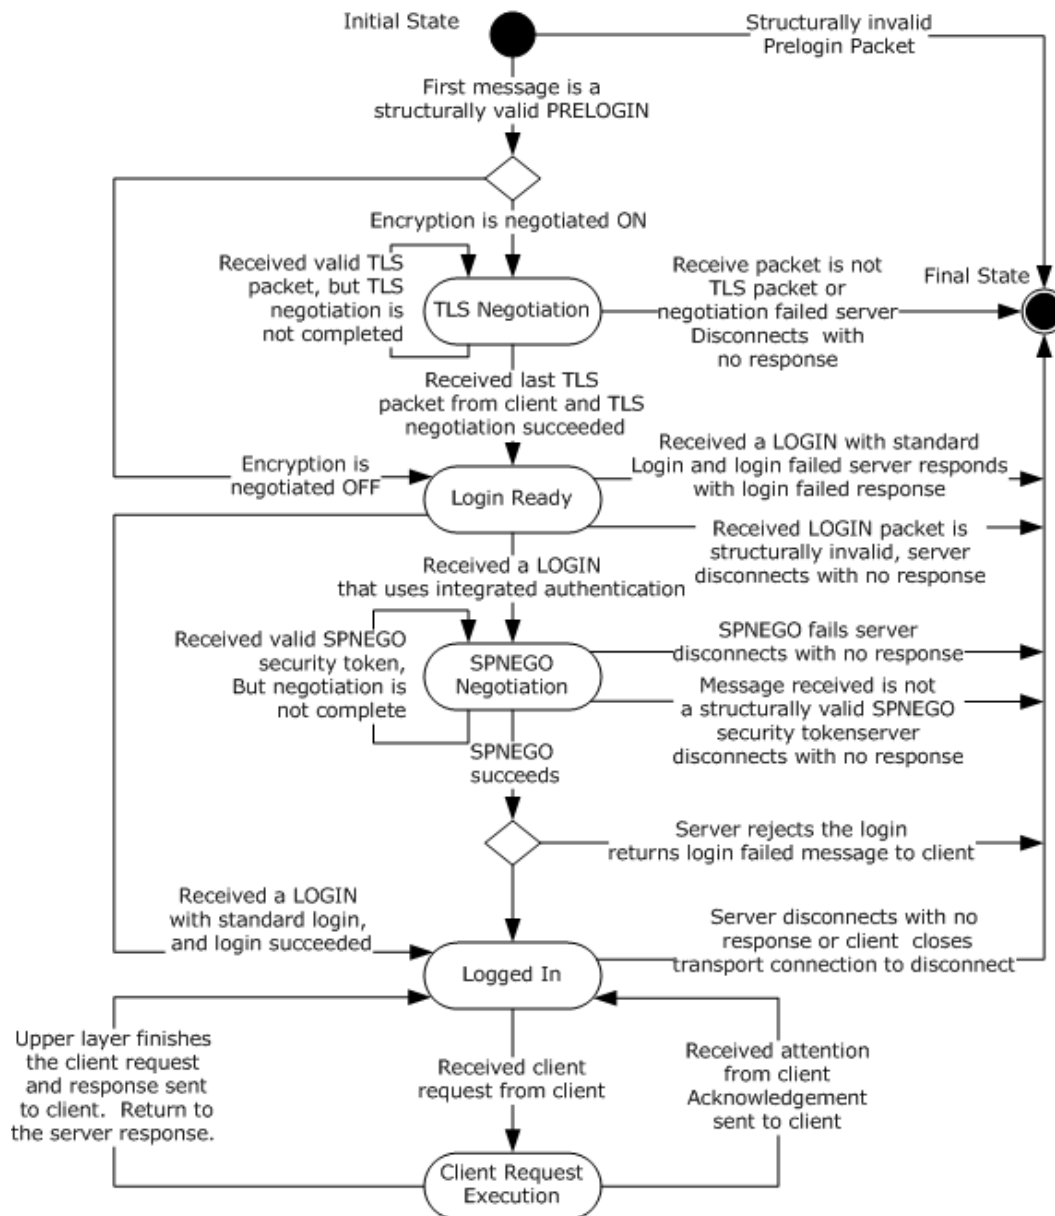 Initial State
Structurally invalid
Prelogin Packet
First message is a
structurally valid PRELOGIN
Encryption is negotiated ON
Received valid TLS
packet, but TLS
negotiation is
not completed
TLS Negotiation
Receive packet is not
TLS packet or
negotiation failed server
Disconnects with
no response
Final State
Received last TLS
packet from client and TLS
negotiation succeeded
Encryption is
negotiated OFF
Login Ready
Received a LOGIN with standard
Login and login failed server responds
with login failed response
Received LOGIN packet is
structurally invalid, server
disconnects with no response
Received a LOGIN
that uses integrated authentication
Received valid SPNEGO
security token,
But negotiation is
not complete
SPNEGO
Negotiation
SPNEGO fails server
disconnects with no response
Message received is not
a structurally valid SPNEGO
security tokenserver
disconnects with no response
SPNEGO
succeeds
Server rejects the login
returns login failed message to client
Received a LOGIN
with standard login,
and login succeeded
Logged In
Server disconnects with no
response or client closes
transport connection to disconnect
Upper layer finishes
the client request
and response sent
to client. Return to
the server response.
Received client
request from client
Received attention
from client
Acknowledgement
sent to client
Client Request
Execution